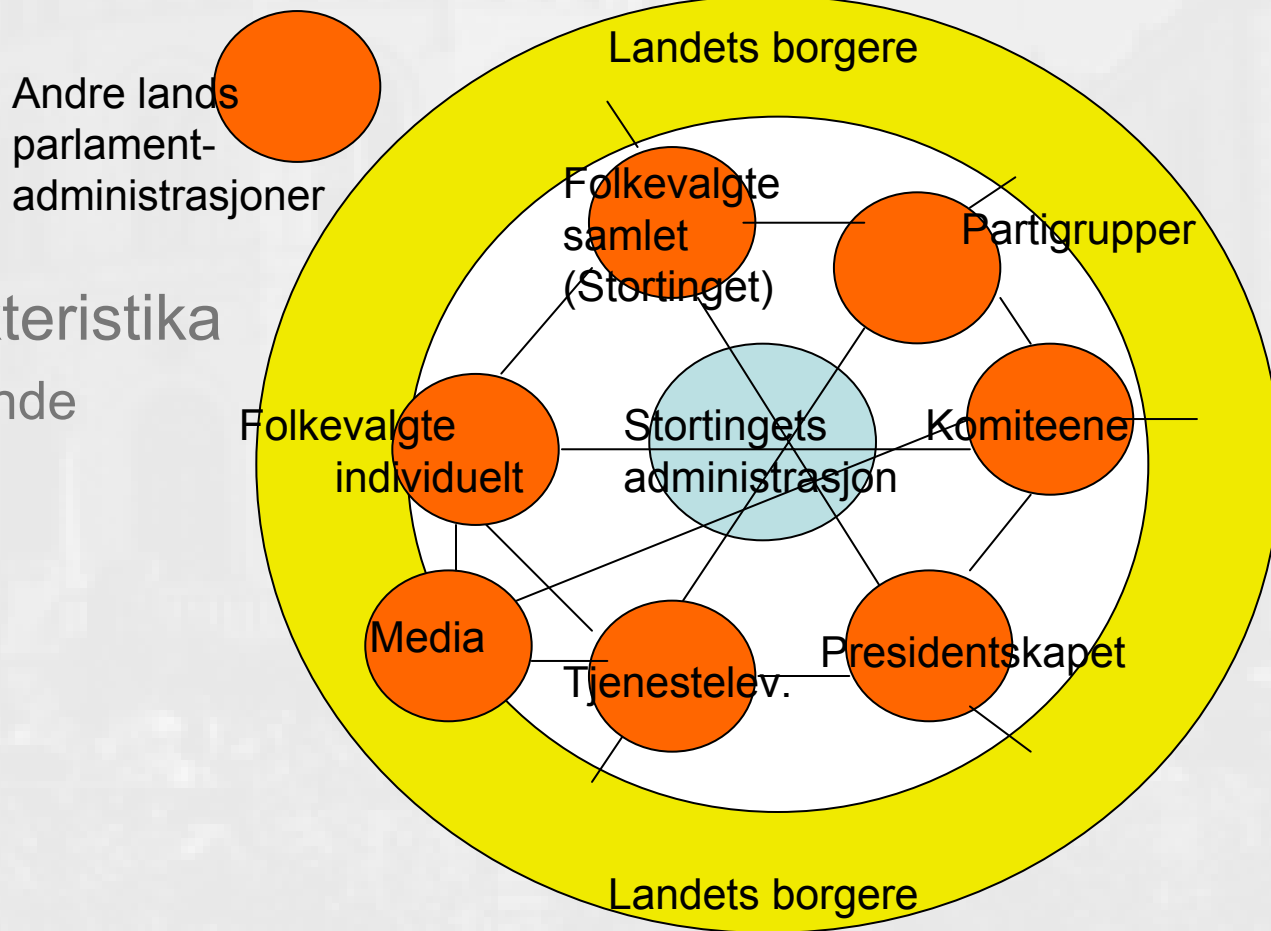 Landets borgere
Andre lands
parlament-
administrasjoner
Folkevalgte
samlet
(Stortinget)
Partigrupper
teristika
nde
Folkevalgte
individuelt
Stortingets
administrasjon
Komiteene
Media
Tjenestelev.
Presidentskapet
Landets borgere